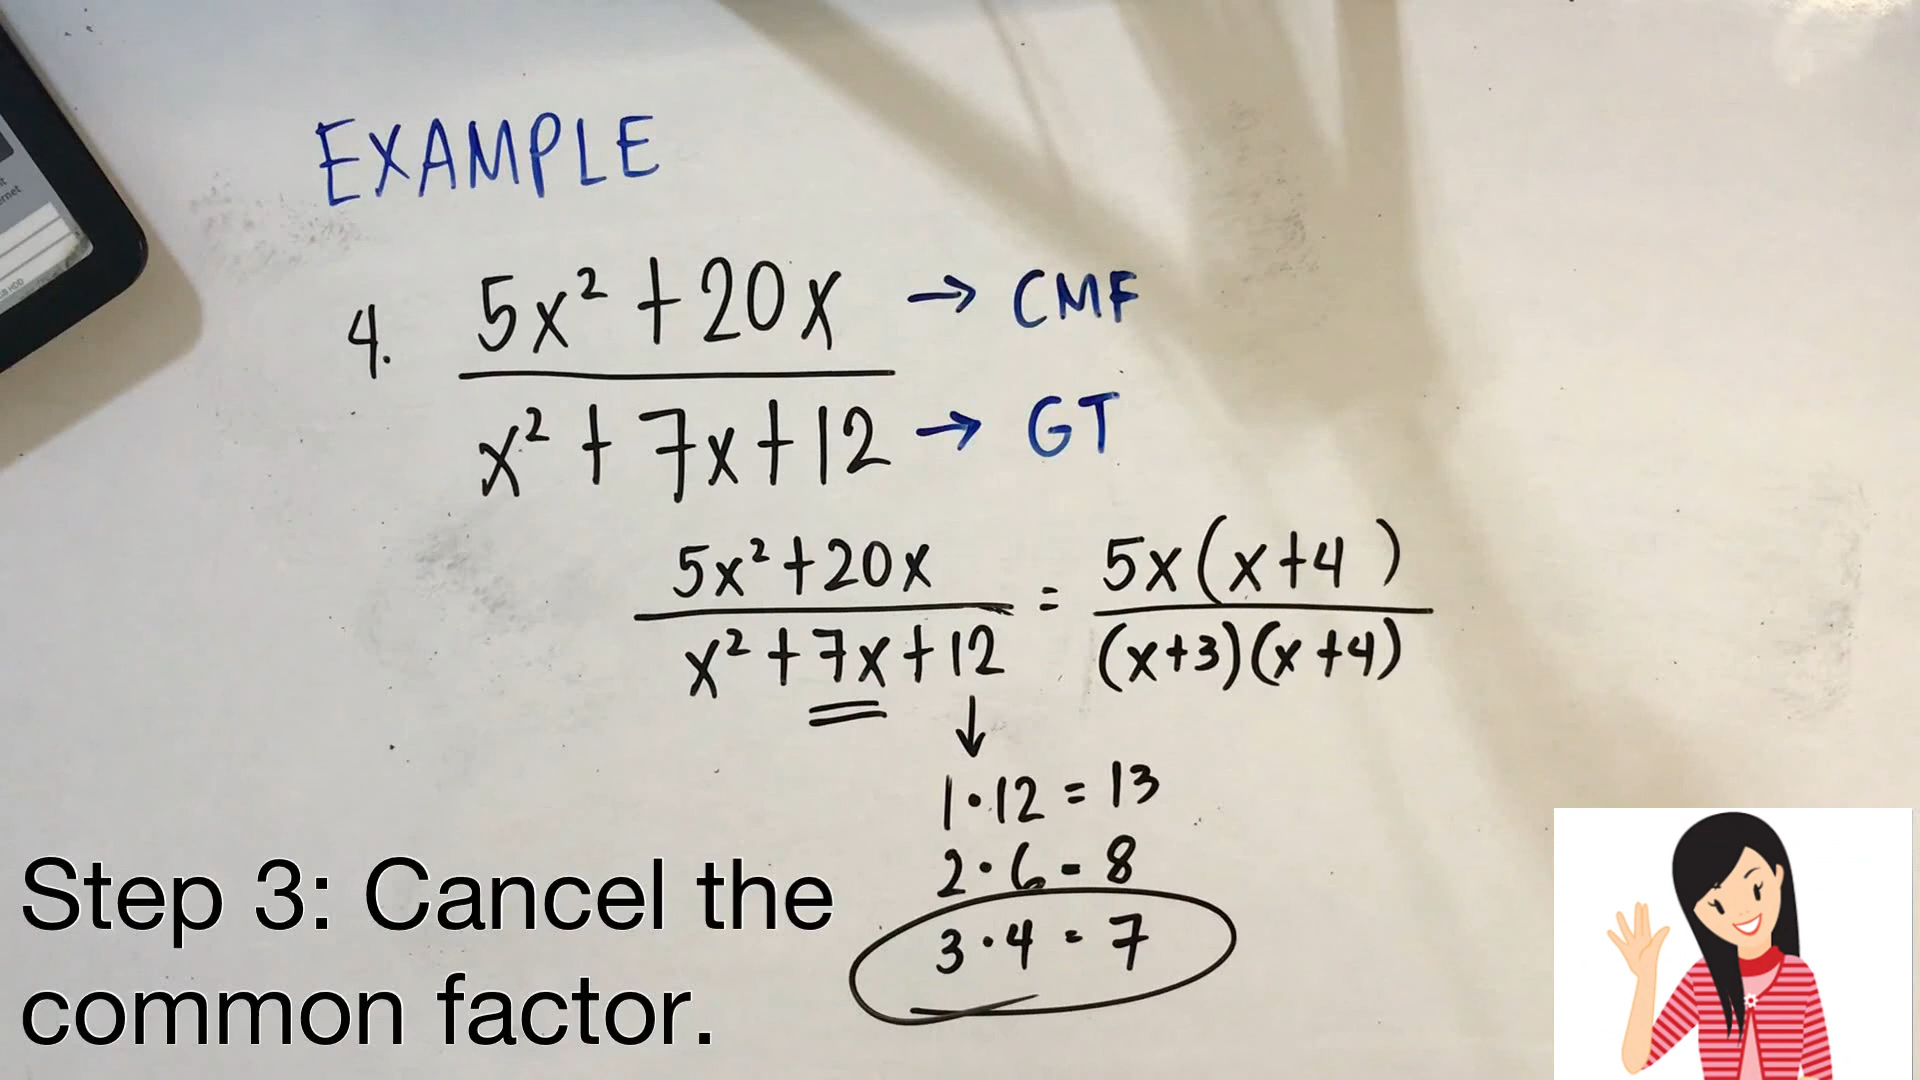 EXAMPLE
4. 5x² + 20x → CMF
x² + 7x + 12 → GT
5x² + 20x = 5x(x+4)
x² + 7x + 12 (x+3)(x+4)
↓
1·12 = 13
2·6 = 8
3·4 = 7
Step 3: Cancel the
common factor.